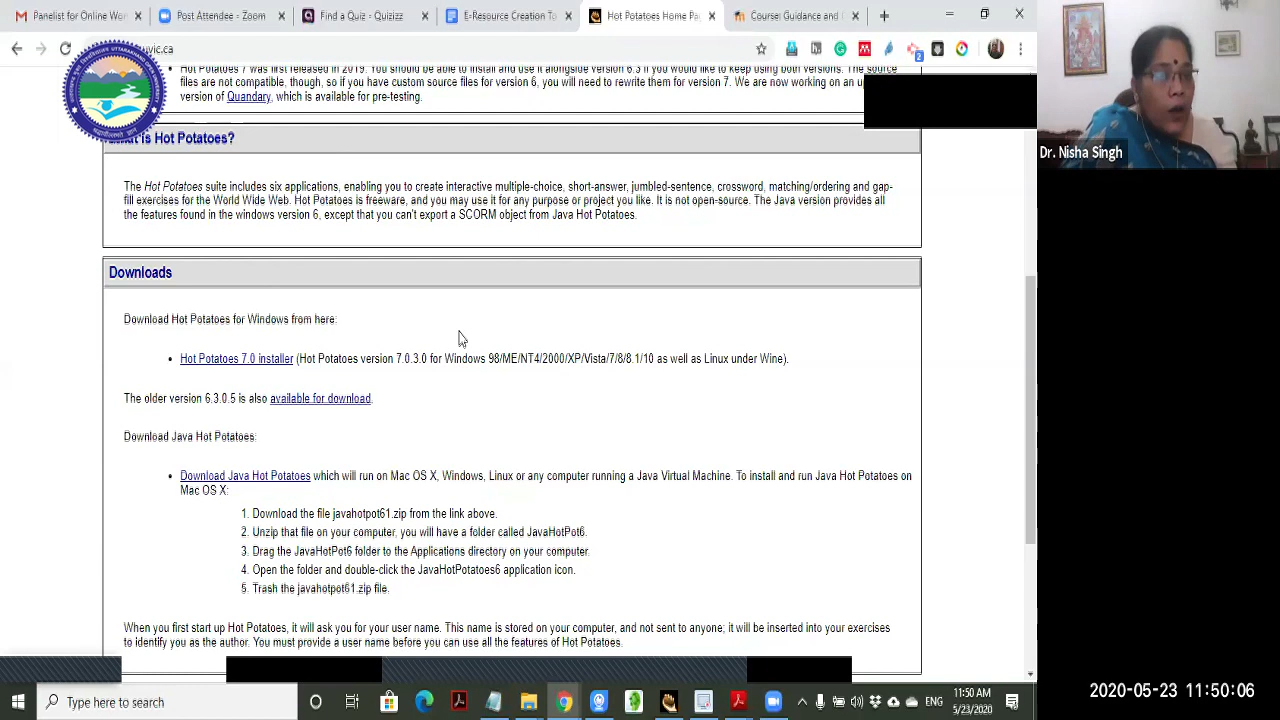 Panelist for Online Wor
Post Attendee - Zoom
Find a Quiz - Quizizz
E-Resource Creation To
Hot Potatoes Home Pa
Course: Guidance and
uvic.ca
2
Hot Potatoes 7 was first released in 2019. You should be able to install and use it alongside version 6.3 if you would like to keep using both versions. The source
files are not compatible, though, so if you have custom source files for version 6, you will need to rewrite them for version 7. We are now working on an up
version of Quandary, which is available for pre-testing.
is Hot Potatoes?
The Hot Potatoes suite includes six applications, enabling you to create interactive multiple-choice, short-answer, jumbled-sentence, crossword, matching/ordering and gap-
fill exercises for the World Wide Web. Hot Potatoes is freeware, and you may use it for any purpose or project you like. It is not open-source. The Java version provides all
the features found in the windows version 6, except that you can't export a SCORM object from Java Hot Potatoes.
Downloads
Download Hot Potatoes for Windows from here:
• Hot Potatoes 7.0 installer (Hot Potatoes version 7.0.3.0 for Windows 98/ME/NT4/2000/XP/Vista/7/8/8.1/10 as well as Linux under Wine).
The older version 6.3.0.5 is also available for download.
Download Java Hot Potatoes:
• Download Java Hot Potatoes which will run on Mac OS X, Windows, Linux or any computer running a Java Virtual Machine. To install and run Java Hot Potatoes on
Mac OS X:
1. Download the file javahotpot61.zip from the link above.
2. Unzip that file on your computer, you will have a folder called JavaHotPot6.
3. Drag the JavaHotPot6 folder to the Applications directory on your computer.
4. Open the folder and double-click the JavaHotPotatoes6 application icon.
5. Trash the javahotpot61.zip file.
When you first start up Hot Potatoes, it will ask you for your user name. This name is stored on your computer, and not sent to anyone; it will be inserted into your exercises
to identify you as the author. You must provide a user name before you can use all the features of Hot Potatoes.
Type here to search
ENG
11:50 AM
5/23/2020
Dr. Nisha Singh
2020-05-23 11:50:06